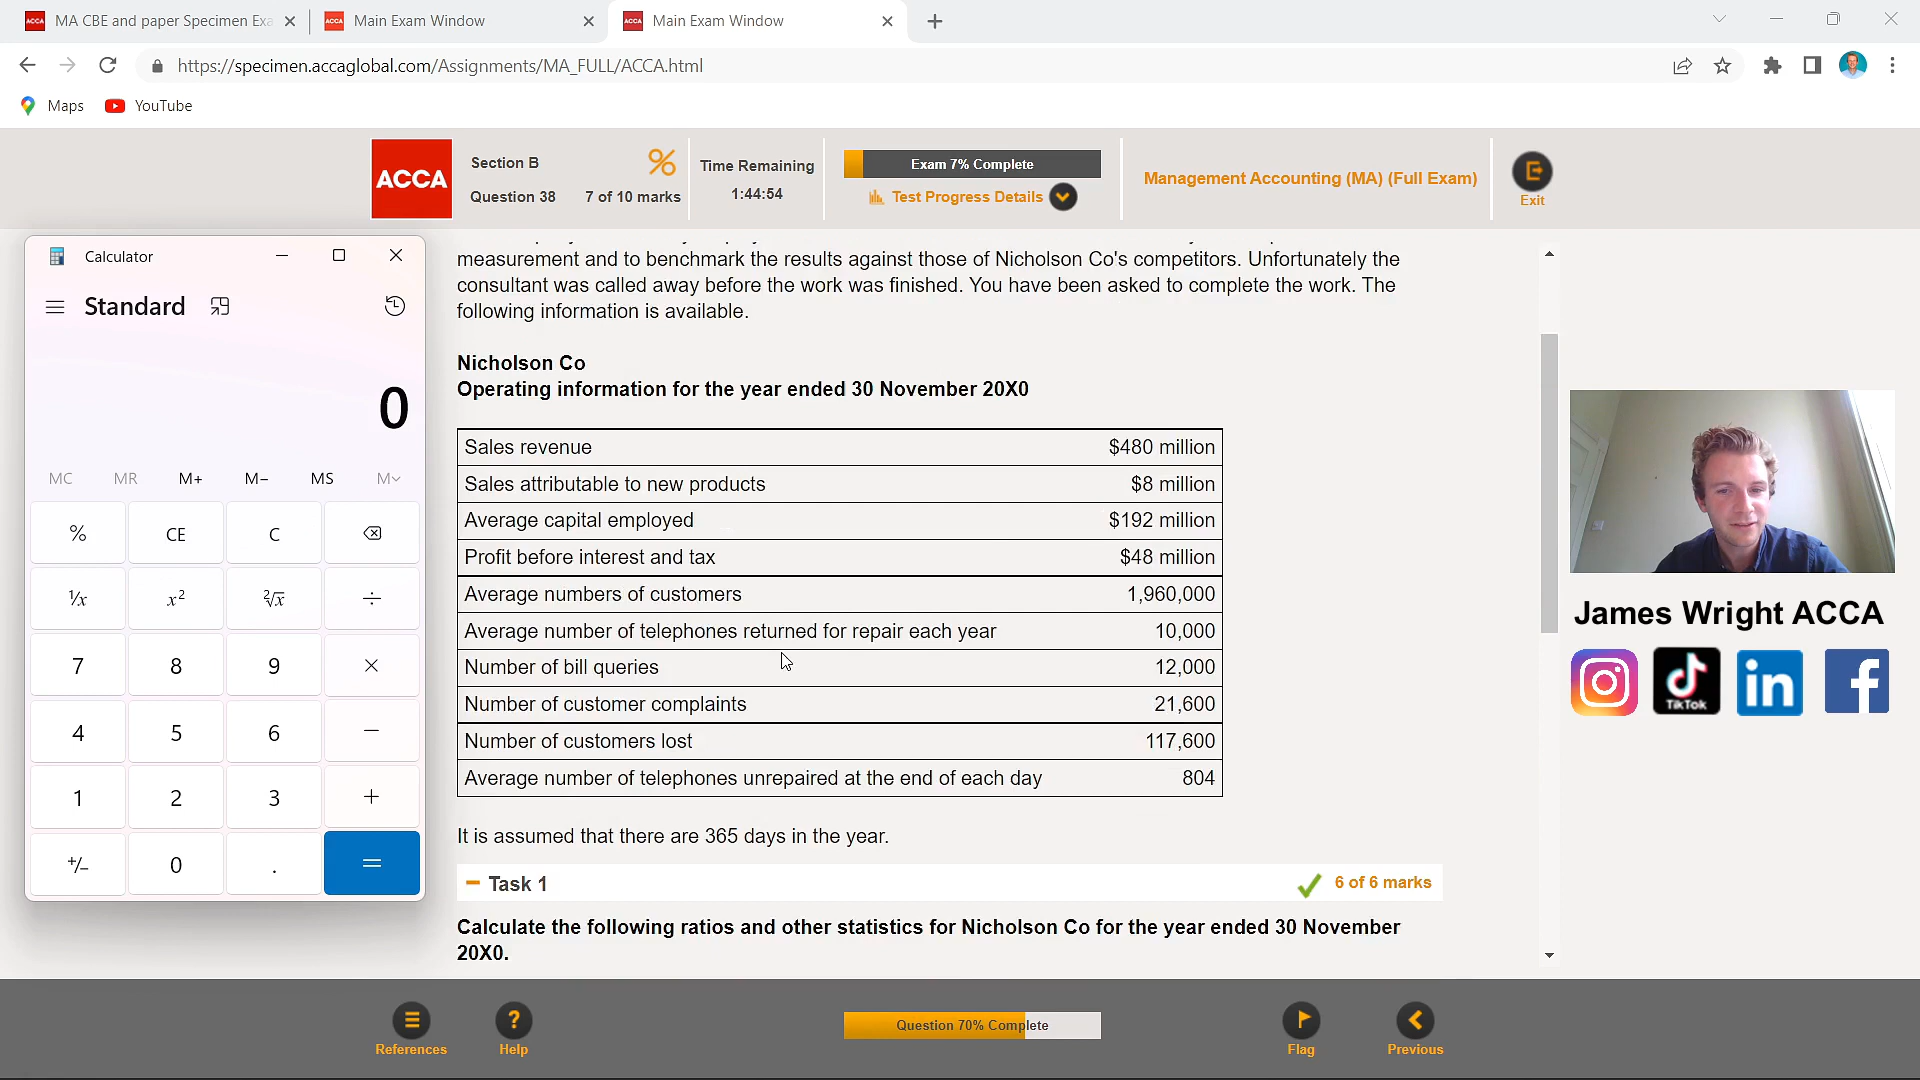 MA CBE and paper Specimen Exa
Main Exam Window
Main Exam Window
https://specimen.accaglobal.com/Assignments/MA_FULL/ACCA.html
Maps
YouTube
ACCA
Section B
Question 38
%
7 of 10 marks
Time Remaining
1:44:54
Exam 7% Complete
Test Progress Details
Management Accounting (MA) (Full Exam)
Exit
Calculator
Standard
0
MC MR M+ M− MS M
% CE C
¹/x x² ²√x ÷
7 8 9 ×
4 5 6 −
1 2 3 +
+/− 0 . =
measurement and to benchmark the results against those of Nicholson Co's competitors. Unfortunately the
consultant was called away before the work was finished. You have been asked to complete the work. The
following information is available.
Nicholson Co
Operating information for the year ended 30 November 20X0
Sales revenue $480 million
Sales attributable to new products $8 million
Average capital employed $192 million
Profit before interest and tax $48 million
Average numbers of customers 1,960,000
Average number of telephones returned for repair each year 10,000
Number of bill queries 12,000
Number of customer complaints 21,600
Number of customers lost 117,600
Average number of telephones unrepaired at the end of each day 804
It is assumed that there are 365 days in the year.
Task 1
6 of 6 marks
Calculate the following ratios and other statistics for Nicholson Co for the year ended 30 November
20X0.
James Wright ACCA
TikTok
in
f
References
Help
Question 70% Complete
Flag
Previous